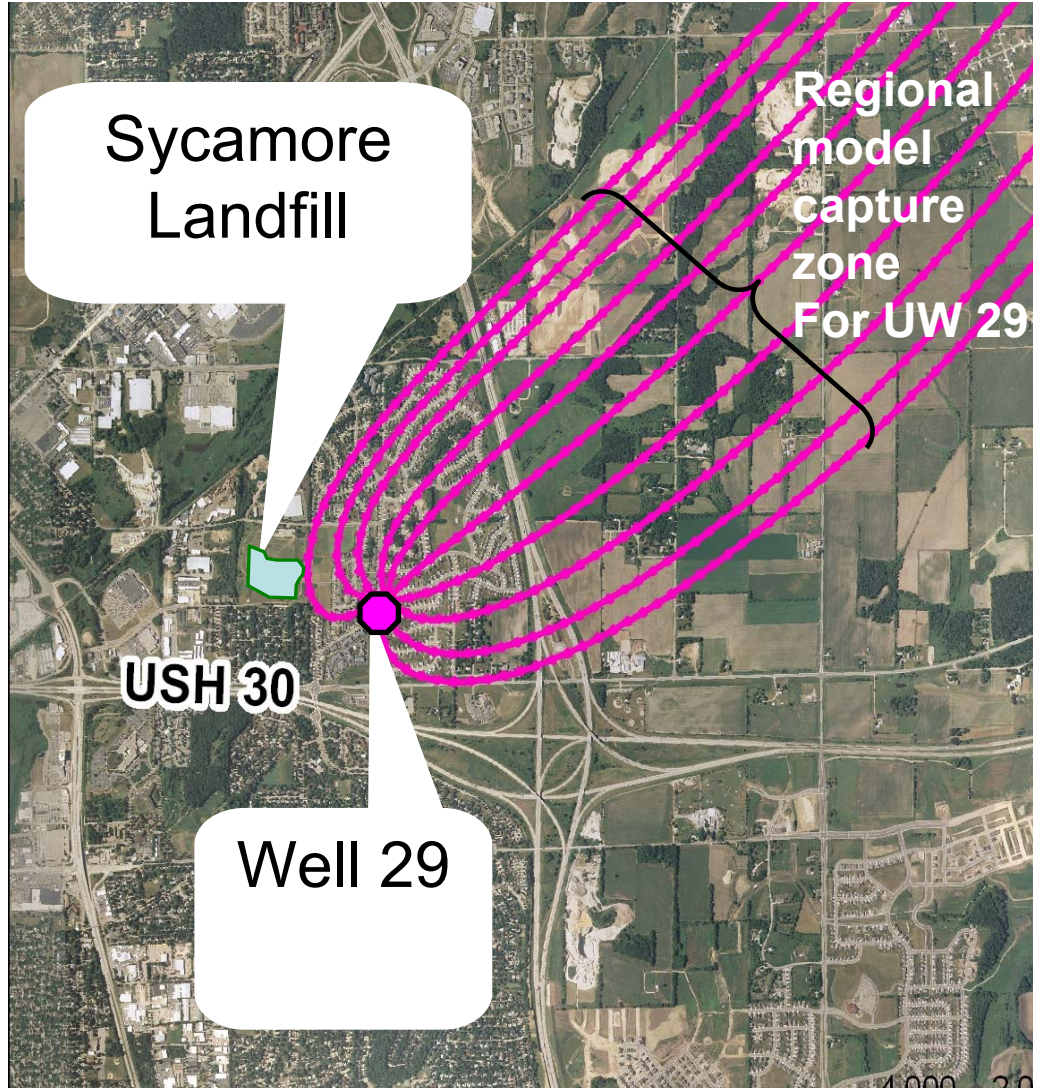 Sycamore
Landfill
Regional
model
capture
zone
For UW 29
USH 30
Well 29